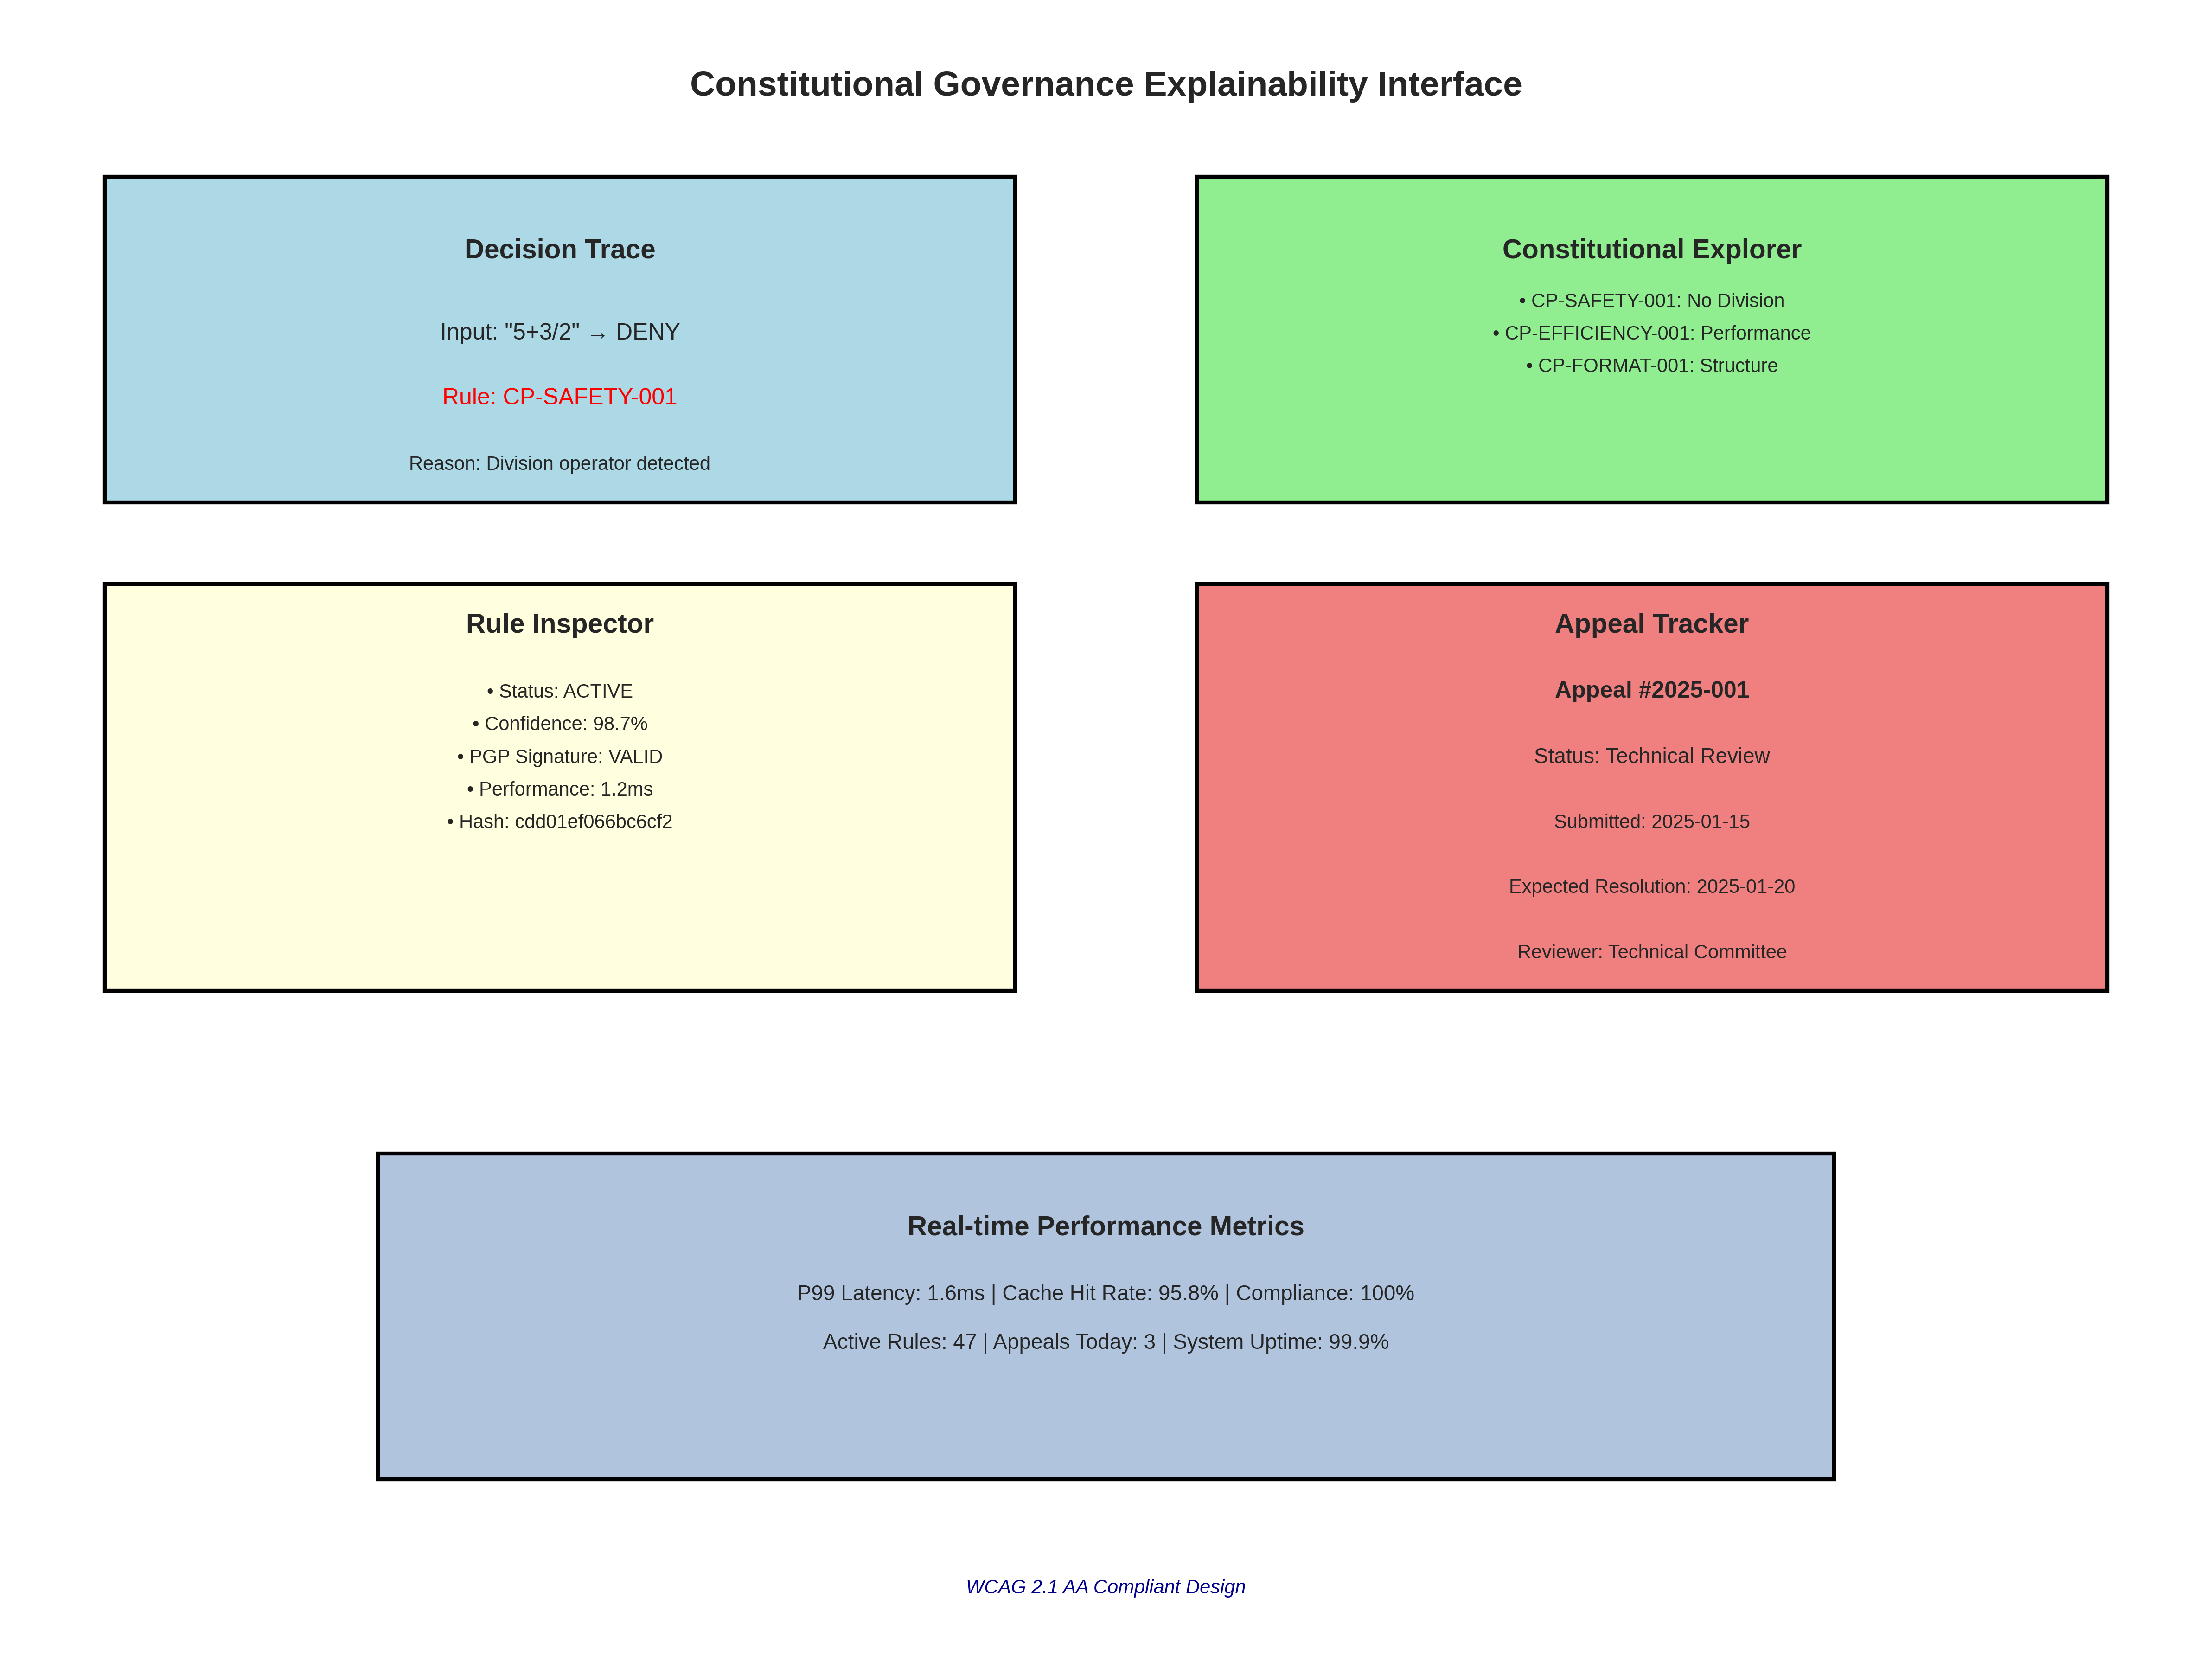 Constitutional Governance Explainability Interface
Decision Trace
Input: "5+3/2" → DENY
Rule: CP-SAFETY-001
Reason: Division operator detected
Constitutional Explorer
• CP-SAFETY-001: No Division
• CP-EFFICIENCY-001: Performance
• CP-FORMAT-001: Structure
Rule Inspector
• Status: ACTIVE
• Confidence: 98.7%
• PGP Signature: VALID
• Performance: 1.2ms
• Hash: cdd01ef066bc6cf2
Appeal Tracker
Appeal #2025-001
Status: Technical Review
Submitted: 2025-01-15
Expected Resolution: 2025-01-20
Reviewer: Technical Committee
Real-time Performance Metrics
P99 Latency: 1.6ms | Cache Hit Rate: 95.8% | Compliance: 100%
Active Rules: 47 | Appeals Today: 3 | System Uptime: 99.9%
WCAG 2.1 AA Compliant Design